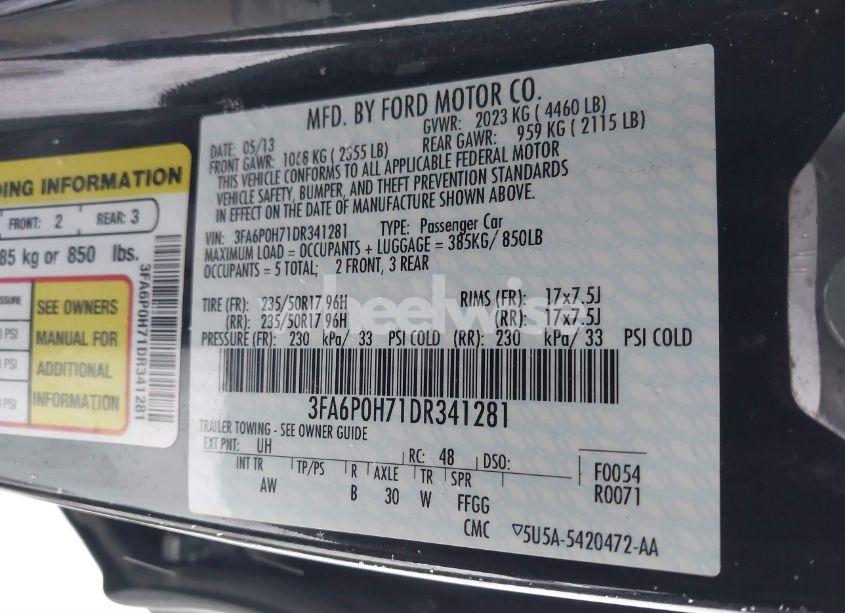 MFD. BY FORD MOTOR CO.
DATE: 05/13 GVWR: 2023 KG ( 4460 LB)
FRONT GAWR: 1068 KG ( 2355 LB) REAR GAWR: 959 KG ( 2115 LB)
THIS VEHICLE CONFORMS TO ALL APPLICABLE FEDERAL MOTOR
VEHICLE SAFETY, BUMPER, AND THEFT PREVENTION STANDARDS
IN EFFECT ON THE DATE OF MANUFACTURE SHOWN ABOVE.
VIN: 3FA6P0H71DR341281 TYPE: Passenger Car
MAXIMUM LOAD = OCCUPANTS + LUGGAGE = 385KG/ 850LB
OCCUPANTS = 5 TOTAL; 2 FRONT, 3 REAR
TIRE (FR): 235/50R17 96H RIMS (FR): 17x7.5J
(RR): 235/50R17 96H (RR): 17x7.5J
PRESSURE (FR): 230 kPa/ 33 PSI COLD (RR): 230 kPa/ 33 PSI COLD
3FA6P0H71DR341281
TRAILER TOWING - SEE OWNER GUIDE
EXT PNT: UH RC: 48 DSO: F0054
R0071
INT TR TP/PS R AXLE TR SPR
AW B 30 W FFGG
CMC 5U5A-5420472-AA
DING INFORMATION
FRONT: 2 REAR: 3
85 kg or 850 lbs.
SSURE
PSI
PSI
PSI
SEE OWNERS
MANUAL FOR
ADDITIONAL
INFORMATION
3FA6P0H71DR341281
heelwise